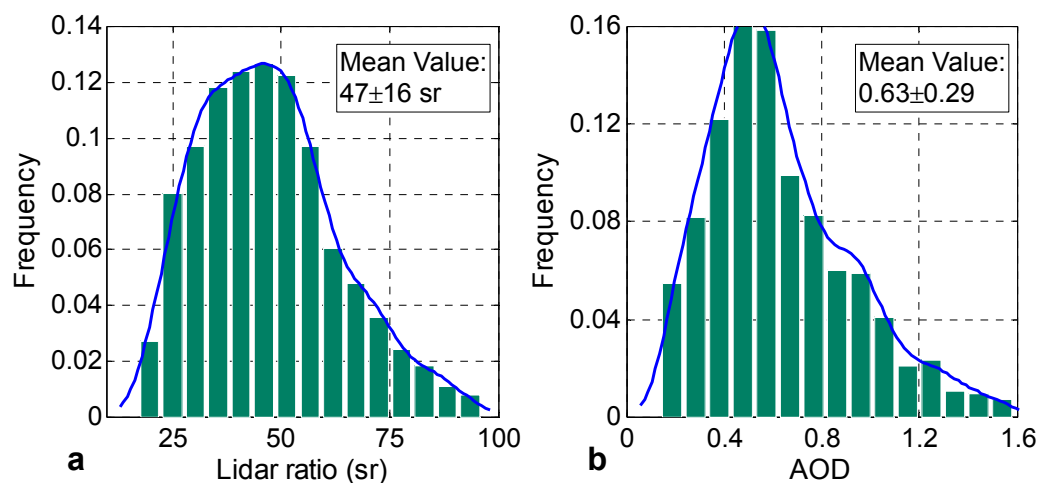 0.14
0.12
0.10
0.08
0.06
0.04
0.02
0
Frequency
Mean Value:
47±16 sr
25
50
75
100
a
Lidar ratio (sr)
0.16
0.12
0.08
0.04
0
Frequency
Mean Value:
0.63±0.29
0
0.4
0.8
1.2
1.6
b
AOD